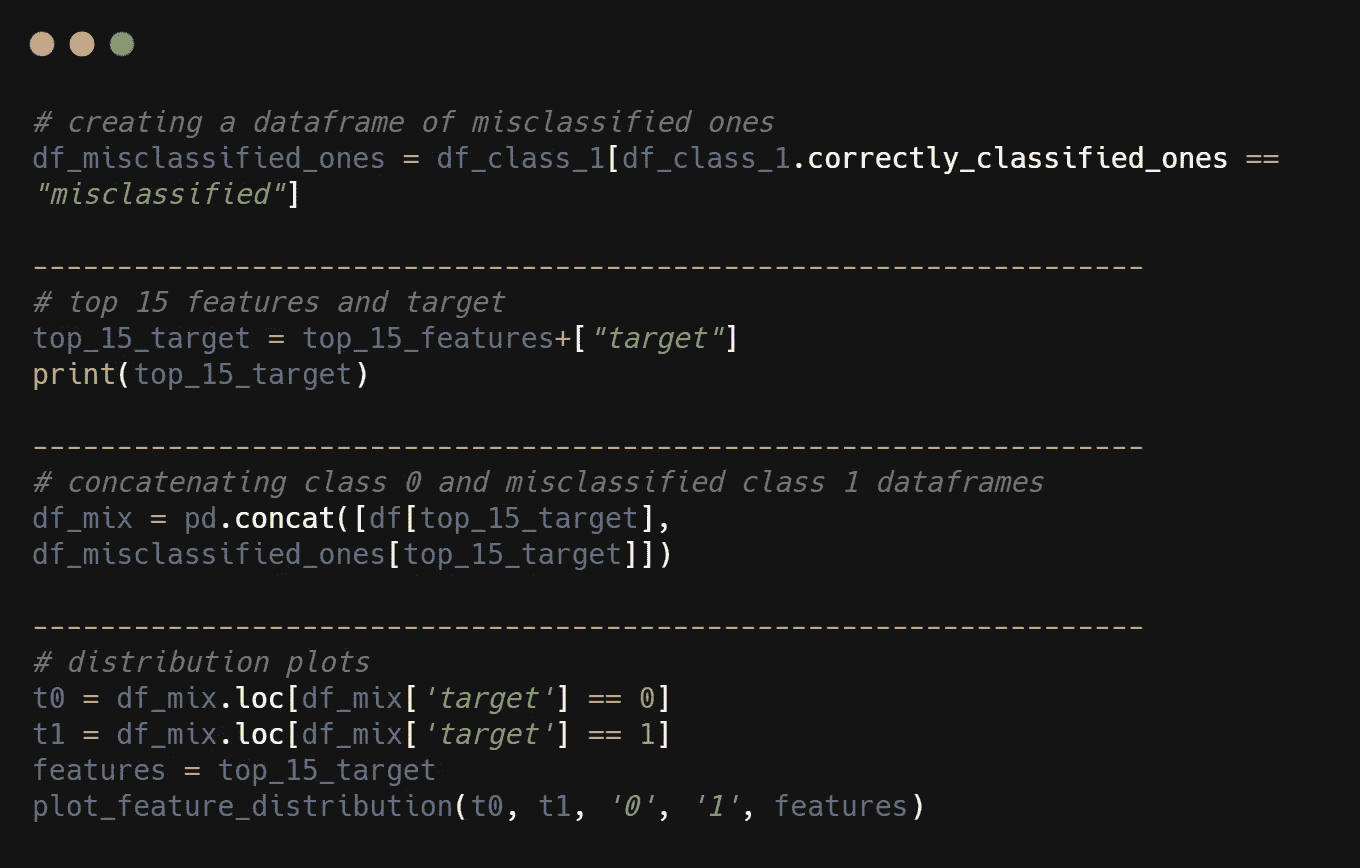 # creating a dataframe of misclassified ones
df_misclassified_ones = df_class_1[df_class_1.correctly_classified_ones ==
"misclassified"]
------------------------------------------------------------------
# top 15 features and target
top_15_target = top_15_features+["target"]
print(top_15_target)
------------------------------------------------------------------
# concatenating class 0 and misclassified class 1 dataframes
df_mix = pd.concat([df[top_15_target],
df_misclassified_ones[top_15_target]])
------------------------------------------------------------------
# distribution plots
t0 = df_mix.loc[df_mix['target'] == 0]
t1 = df_mix.loc[df_mix['target'] == 1]
features = top_15_target
plot_feature_distribution(t0, t1, '0', '1', features)